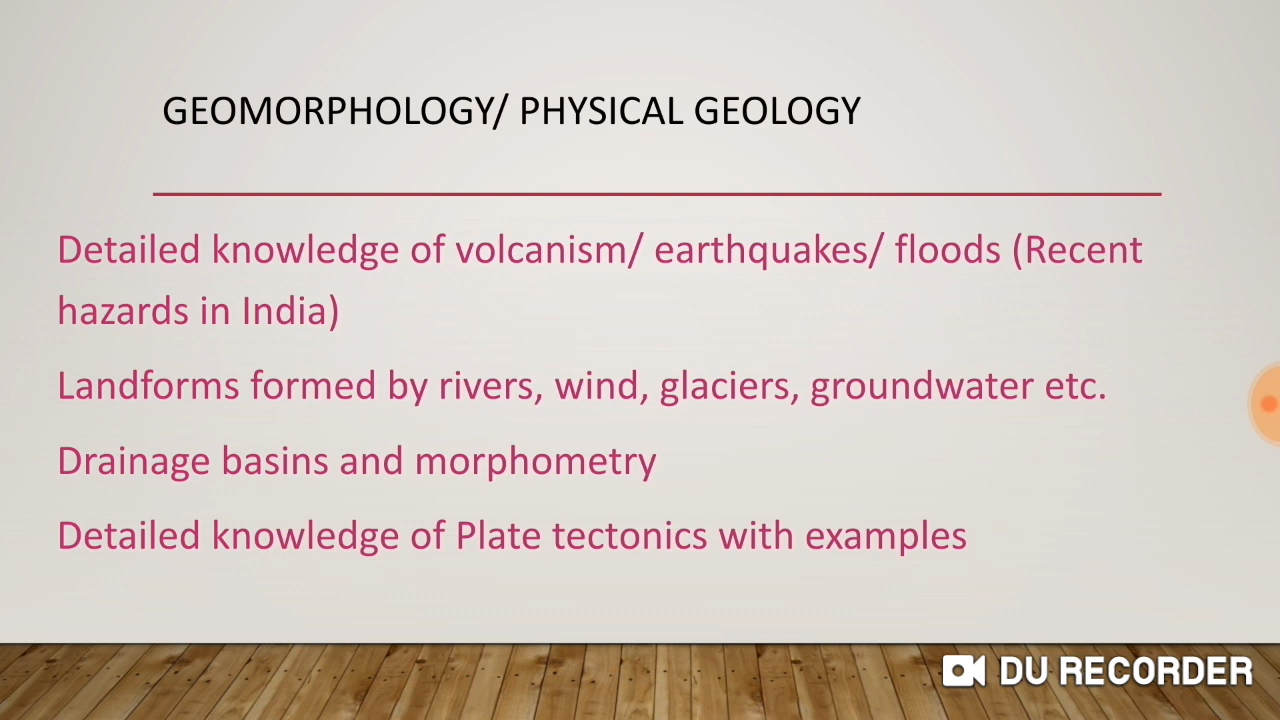 GEOMORPHOLOGY/ PHYSICAL GEOLOGY
Detailed knowledge of volcanism/ earthquakes/ floods (Recent
hazards in India)
Landforms formed by rivers, wind, glaciers, groundwater etc.
Drainage basins and morphometry
Detailed knowledge of Plate tectonics with examples
DU RECORDER